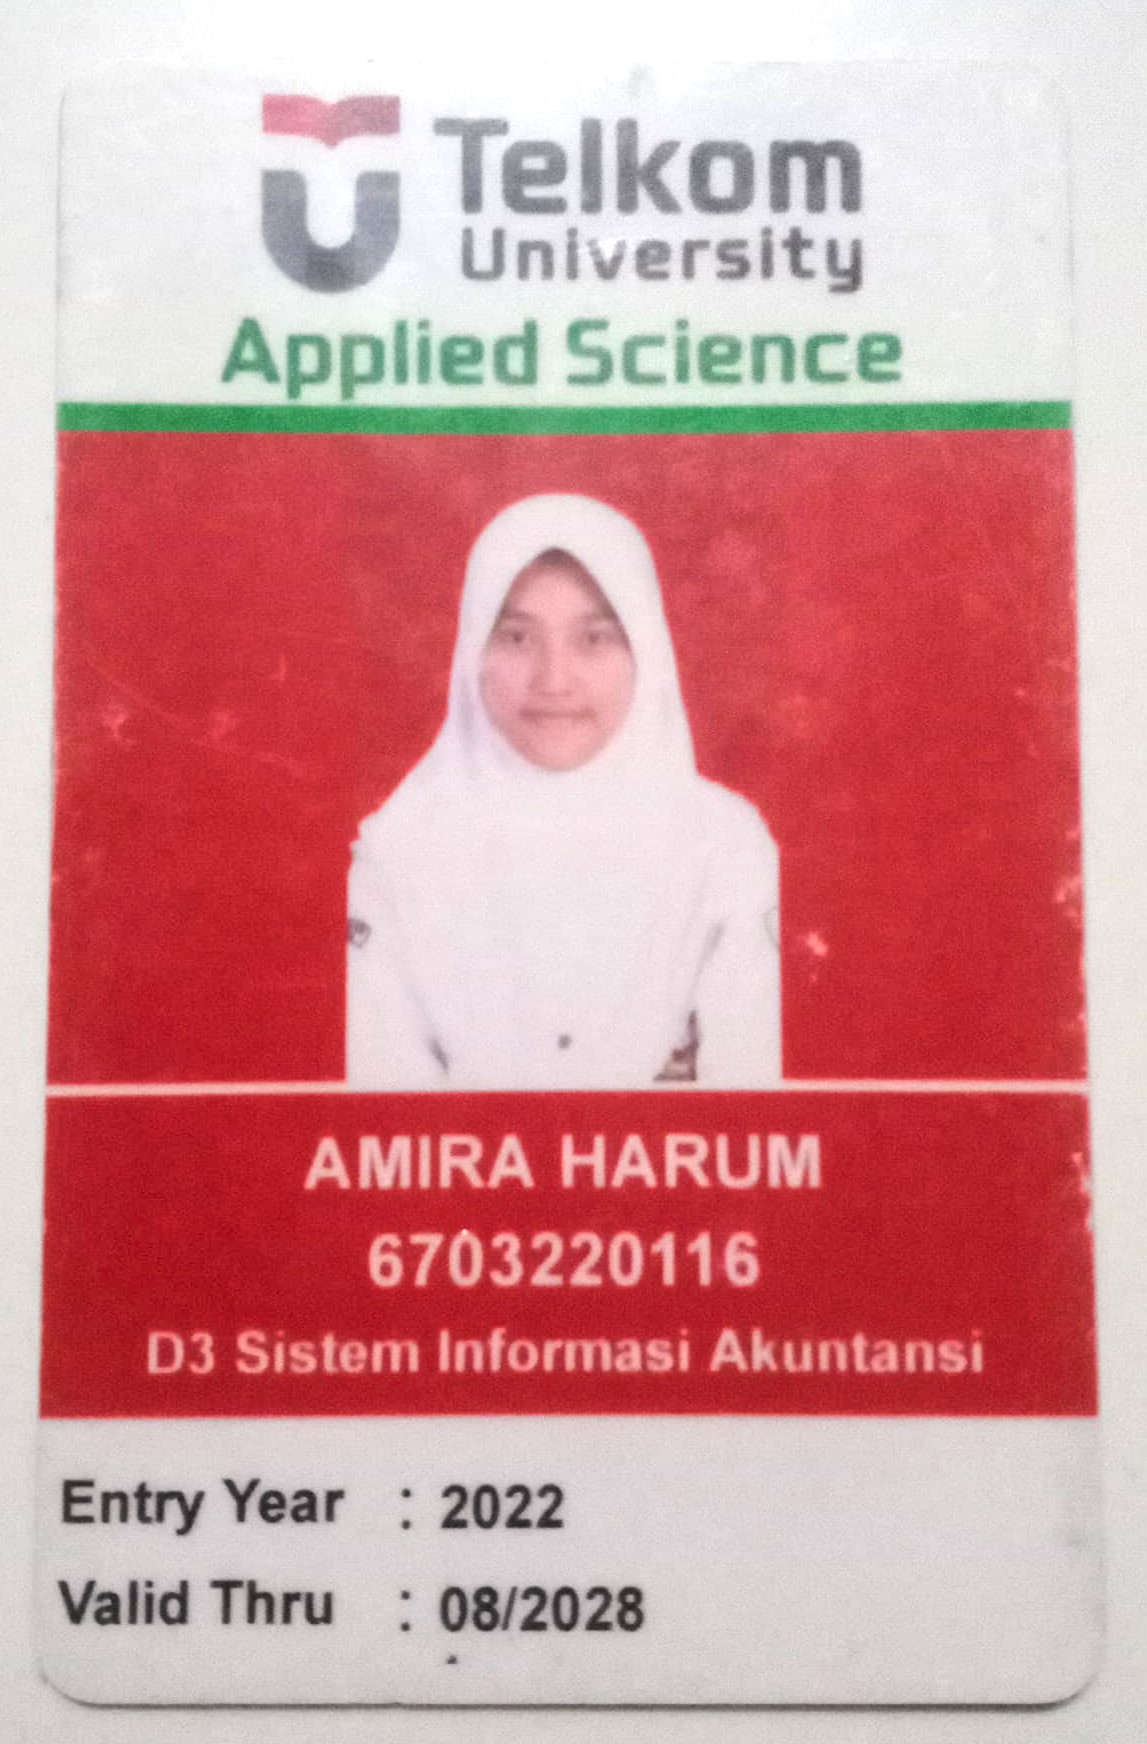 Telkom
University
Applied Science
AMIRA HARUM
6703220116
D3 Sistem Informasi Akuntansi
Entry Year : 2022
Valid Thru : 08/2028